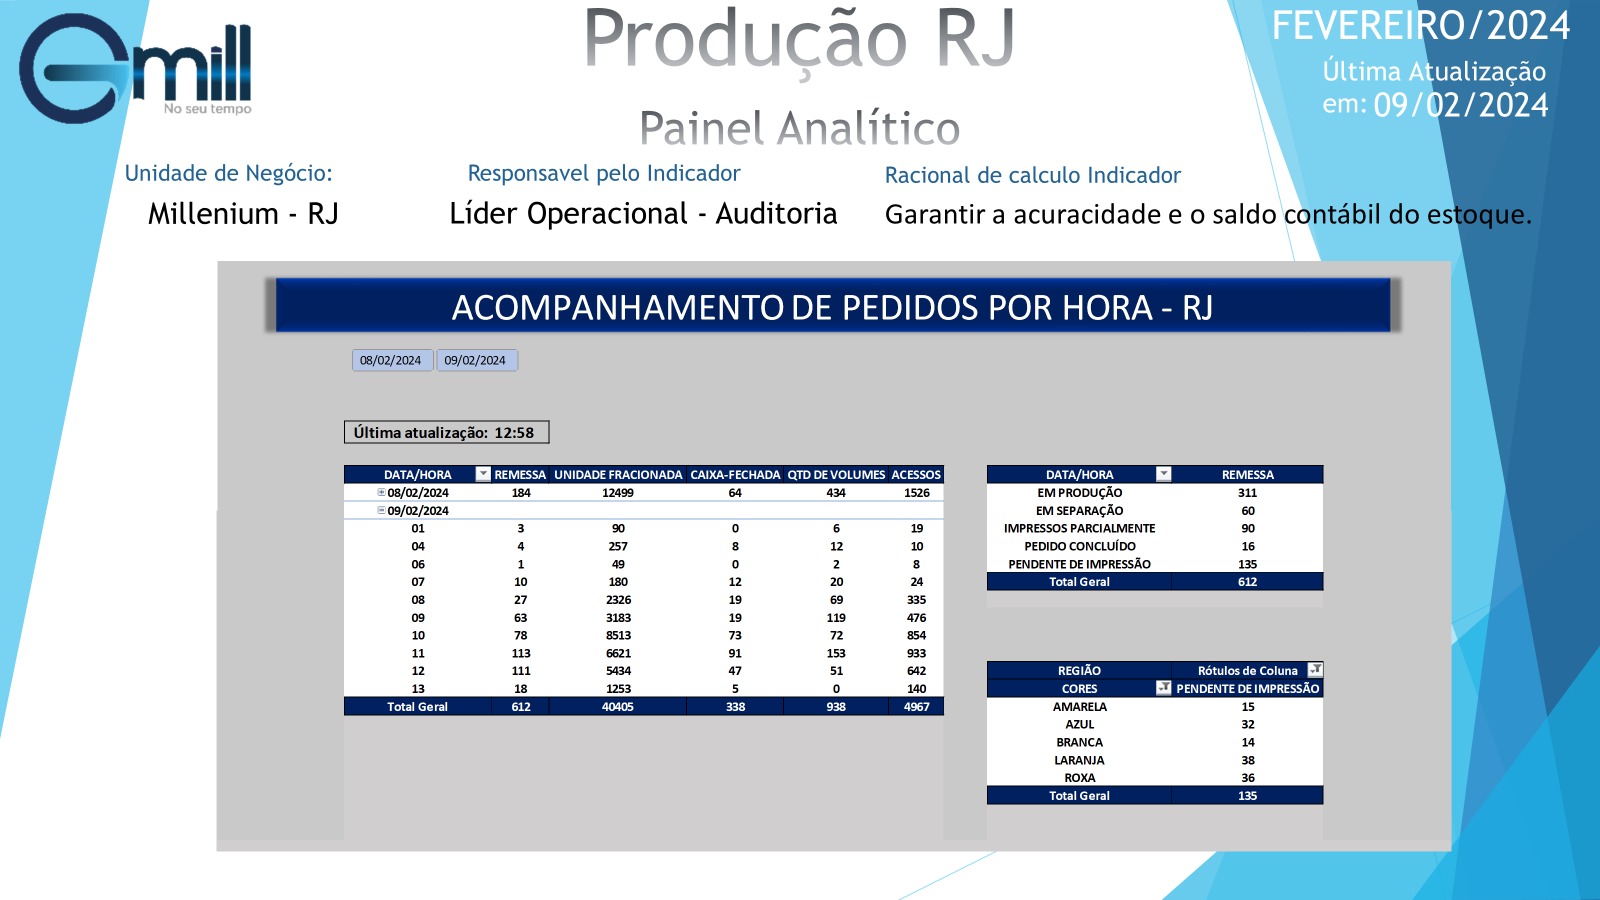 emill
No seu tempo
Produção RJ
Painel Analítico
FEVEREIRO/2024
Última Atualização
em: 09/02/2024
Unidade de Negócio:
Millenium - RJ
Responsavel pelo Indicador
Líder Operacional - Auditoria
Racional de calculo Indicador
Garantir a acuracidade e o saldo contábil do estoque.
ACOMPANHAMENTO DE PEDIDOS POR HORA - RJ
08/02/2024 09/02/2024
Última atualização: 12:58
DATA/HORA REMESSA UNIDADE FRACIONADA CAIXA-FECHADA QTD DE VOLUMES ACESSOS
08/02/2024 184 12499 64 434 1526
09/02/2024
01 3 90 0 6 19
04 4 257 8 12 10
06 1 49 0 2 8
07 10 180 12 20 24
08 27 2326 19 69 335
09 63 3183 19 119 476
10 78 8513 73 72 854
11 113 6621 91 153 933
12 111 5434 47 51 642
13 18 1253 5 0 140
Total Geral 612 40405 338 938 4967
DATA/HORA REMESSA
EM PRODUÇÃO 311
EM SEPARAÇÃO 60
IMPRESSOS PARCIALMENTE 90
PEDIDO CONCLUÍDO 16
PENDENTE DE IMPRESSÃO 135
Total Geral 612
REGIÃO Rótulos de Coluna
CORES PENDENTE DE IMPRESSÃO
AMARELA 15
AZUL 32
BRANCA 14
LARANJA 38
ROXA 36
Total Geral 135